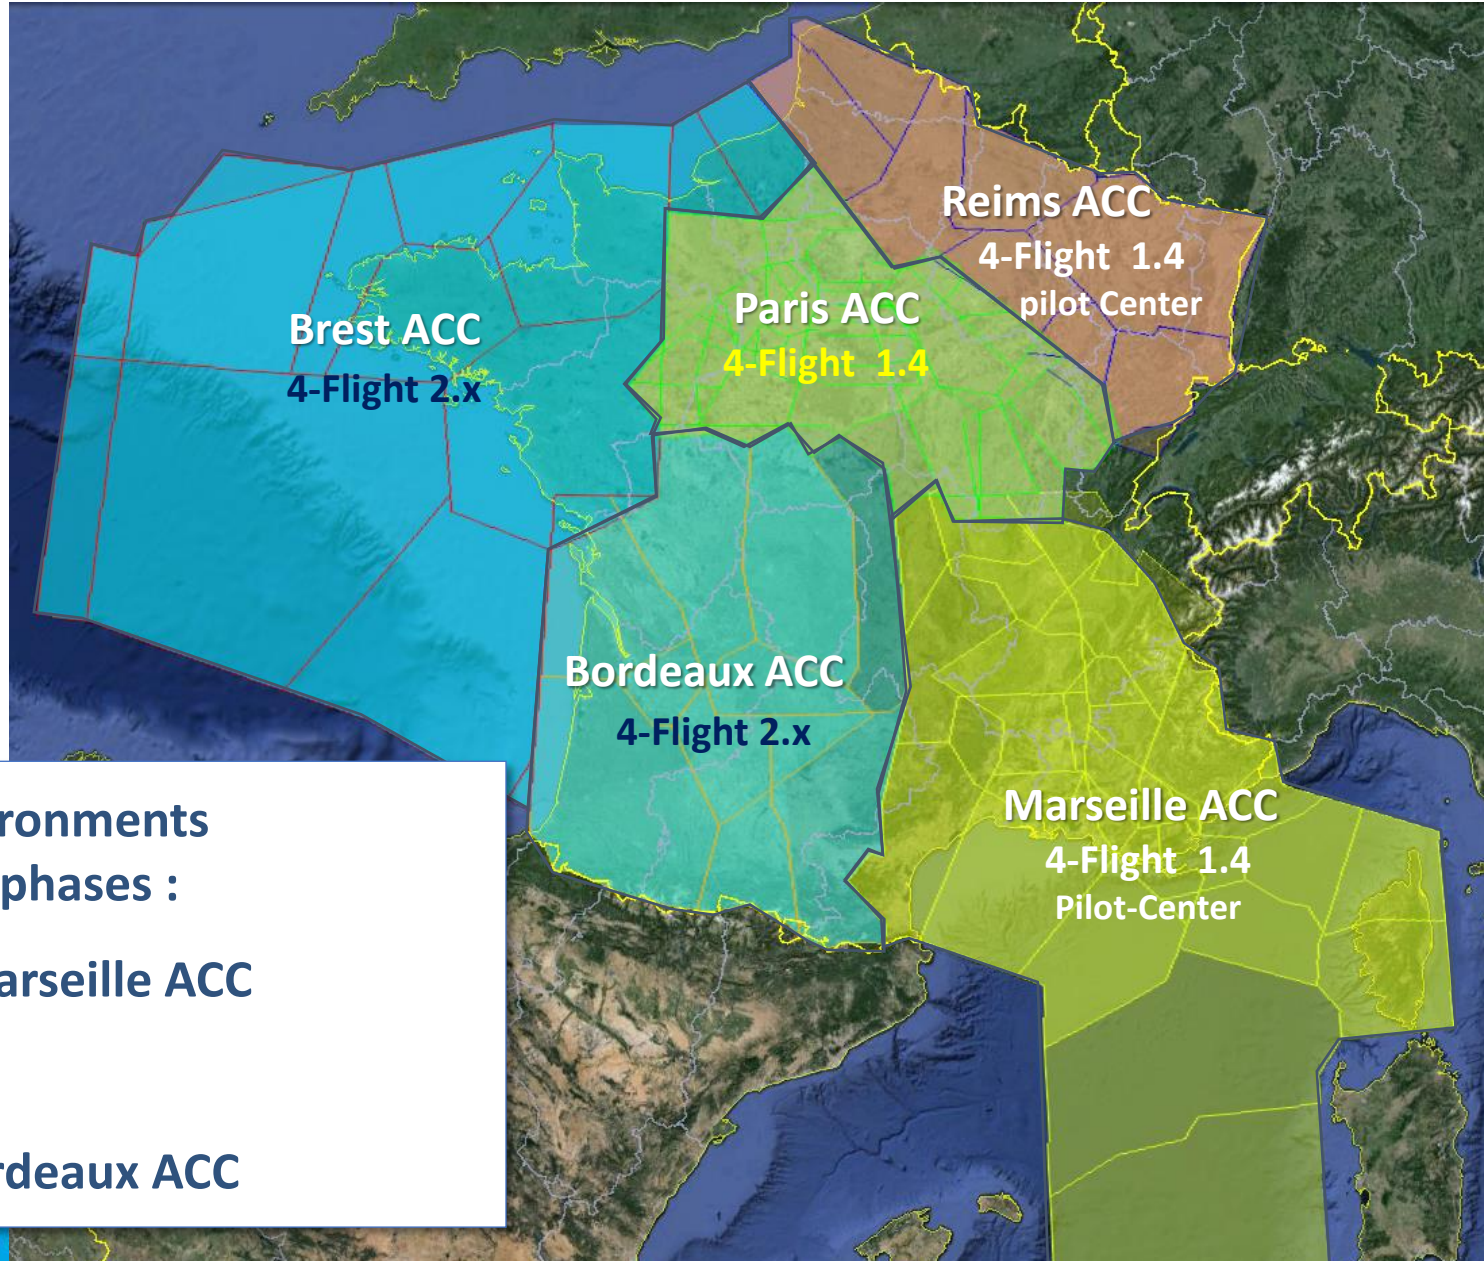 Reims ACC
4-Flight 1.4
pilot Center
Paris ACC
4-Flight 1.4
Brest ACC
4-Flight 2.x
Bordeaux ACC
4-Flight 2.x
Marseille ACC
4-Flight 1.4
Pilot-Center
ronments
phases :
arseille ACC
rdeaux ACC